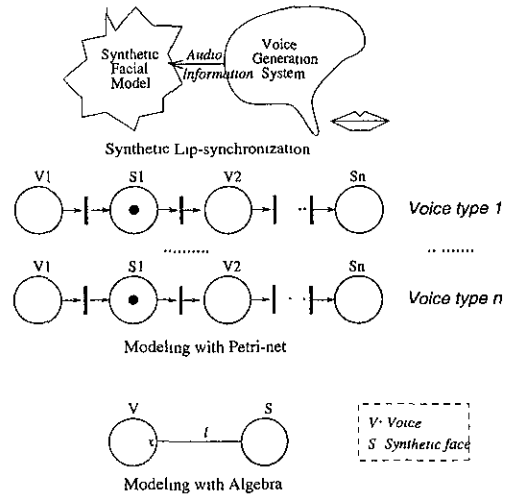 Synthetic
Facial
Model
Audio
information
Voice
Generation
System
Synthetic Lip-synchronization
V1 S1 V2 Sn
Voice type 1
V1 S1 V2 Sn
Voice type n
Modeling with Petri-net
V S
l
V· Voice
S Synthetic face
Modeling with Algebra